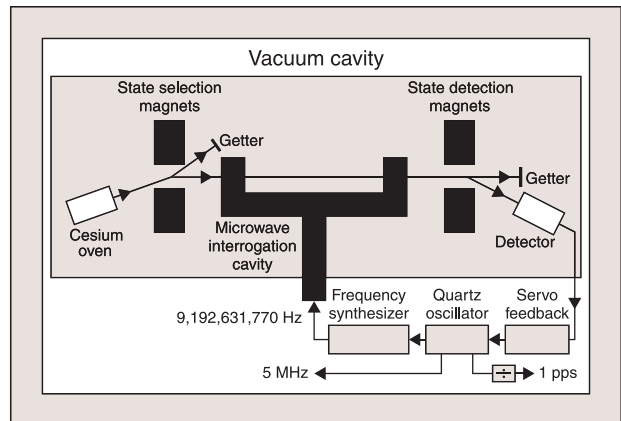 Vacuum cavity
State selection
magnets
State detection
magnets
Getter
Getter
Cesium
oven
Microwave
interrogation
cavity
Detector
9,192,631,770 Hz
Frequency
synthesizer
Quartz
oscillator
Servo
feedback
5 MHz
÷
1 pps